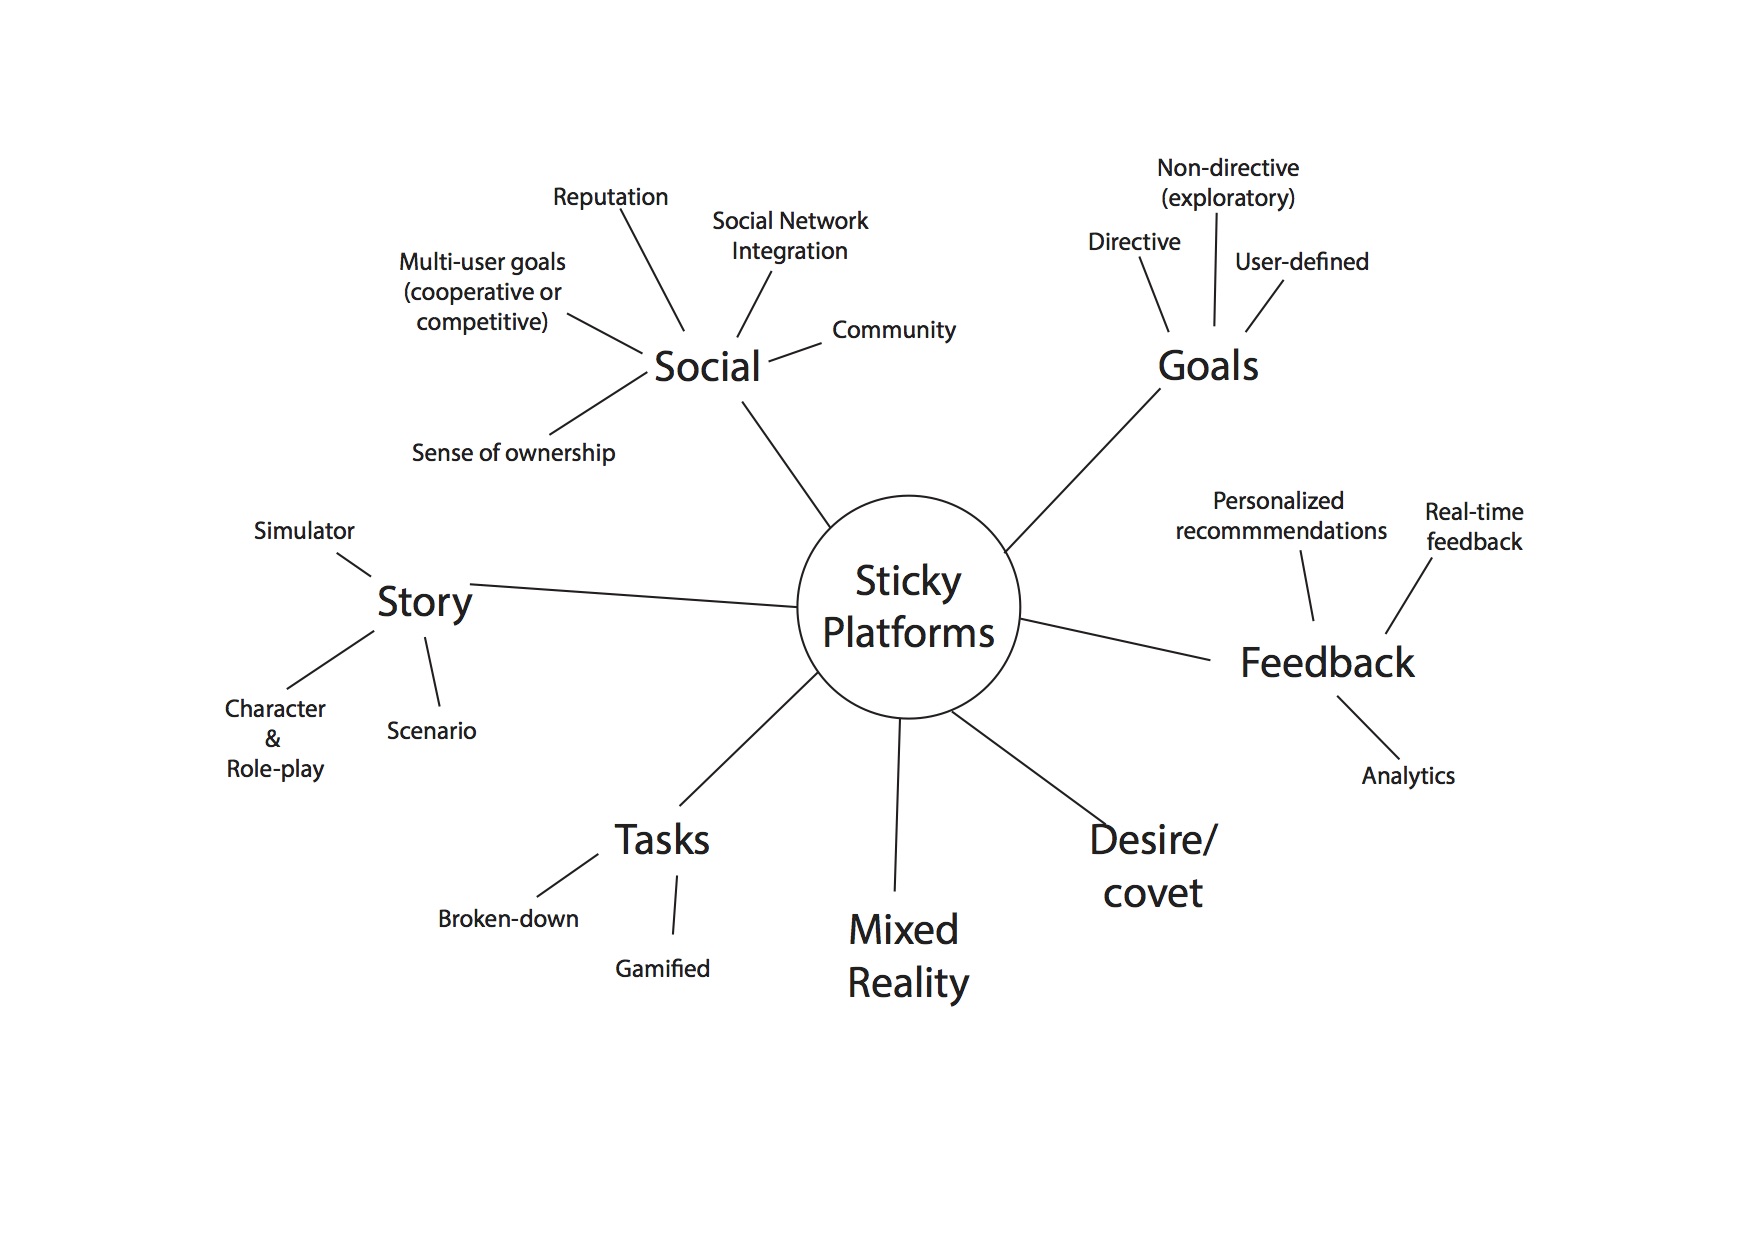 Non-directive
(exploratory)
Reputation
Social Network
Integration
Directive
User-defined
Multi-user goals
(cooperative or
competitive)
Community
Social
Goals
Sense of ownership
Personalized
recommmendations
Real-time
feedback
Simulator
Sticky
Platforms
Story
Feedback
Character
&
Role-play
Scenario
Analytics
Tasks
Desire/
covet
Broken-down
Gamified
Mixed
Reality